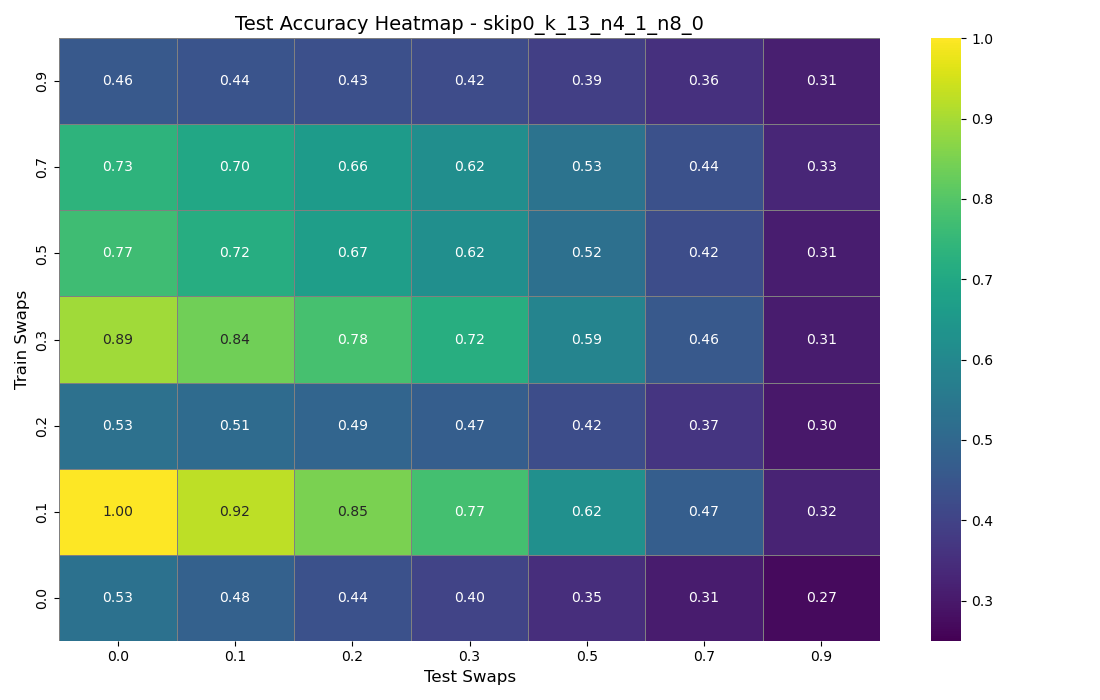 Test Accuracy Heatmap - skip0_k_13_n4_1_n8_0
Train Swaps
0.9 0.46 0.44 0.43 0.42 0.39 0.36 0.31
0.7 0.73 0.70 0.66 0.62 0.53 0.44 0.33
0.5 0.77 0.72 0.67 0.62 0.52 0.42 0.31
0.3 0.89 0.84 0.78 0.72 0.59 0.46 0.31
0.2 0.53 0.51 0.49 0.47 0.42 0.37 0.30
0.1 1.00 0.92 0.85 0.77 0.62 0.47 0.32
0.0 0.53 0.48 0.44 0.40 0.35 0.31 0.27
0.0 0.1 0.2 0.3 0.5 0.7 0.9
Test Swaps
1.0
0.9
0.8
0.7
0.6
0.5
0.4
0.3